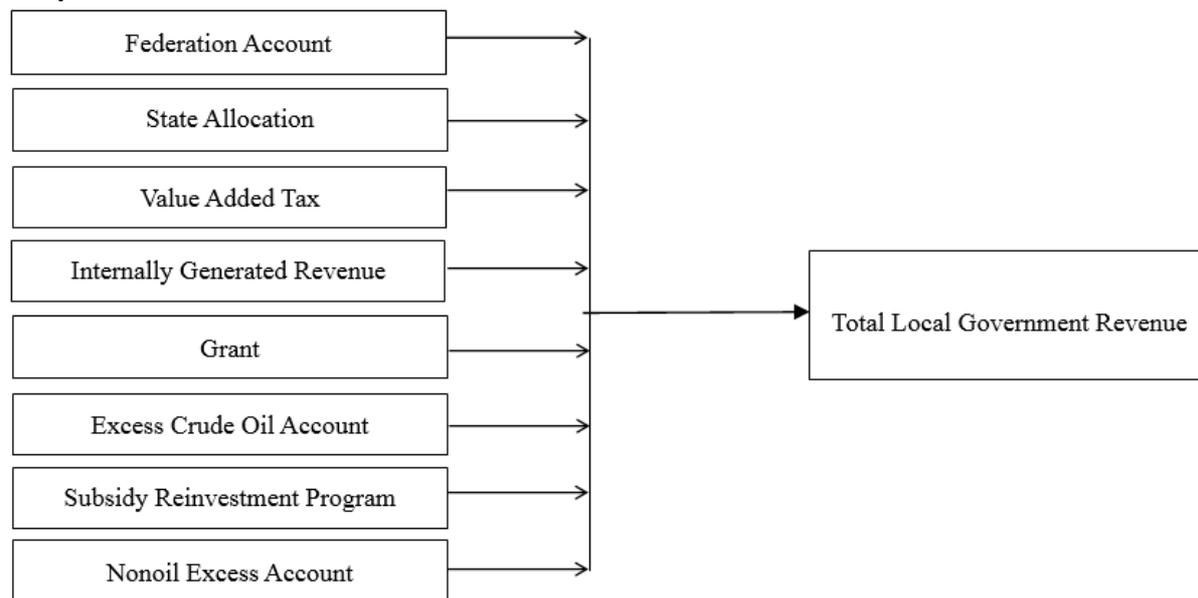 Federation Account
State Allocation
Value Added Tax
Internally Generated Revenue
Grant
Excess Crude Oil Account
Subsidy Reinvestment Program
Nonoil Excess Account
Total Local Government Revenue